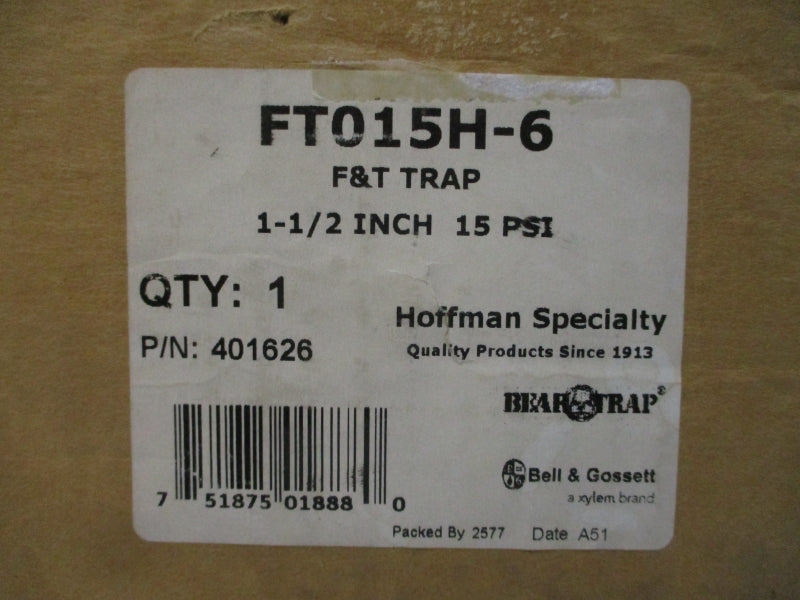 FT015H-6
F&T TRAP
1-1/2 INCH 15 PSI
QTY: 1
P/N: 401626
Hoffman Specialty
Quality Products Since 1913
BEAR TRAP®
Bell & Gossett
a xylem brand
7 51875 01888 0
Packed By 2577 Date A51